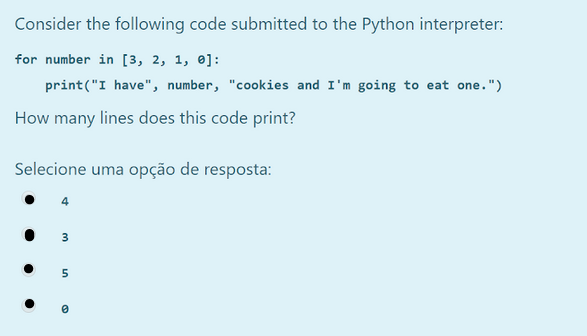 Consider the following code submitted to the Python interpreter:
for number in [3, 2, 1, 0]:
    print("I have", number, "cookies and I'm going to eat one.")
How many lines does this code print?
Selecione uma opção de resposta:
4
3
5
0